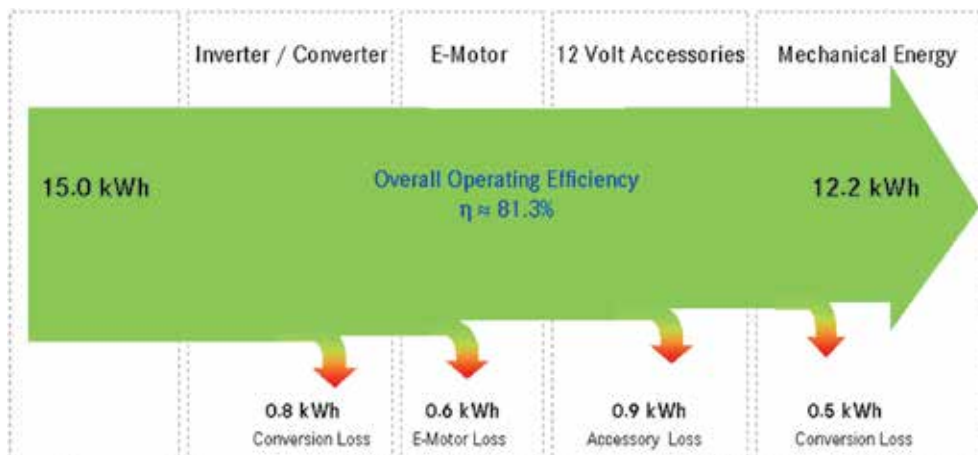 Inverter / Converter
E-Motor
12 Volt Accessories
Mechanical Energy
15.0 kWh
Overall Operating Efficiency
η ≈ 81.3%
12.2 kWh
0.8 kWh
Conversion Loss
0.6 kWh
E-Motor Loss
0.9 kWh
Accessory Loss
0.5 kWh
Conversion Loss